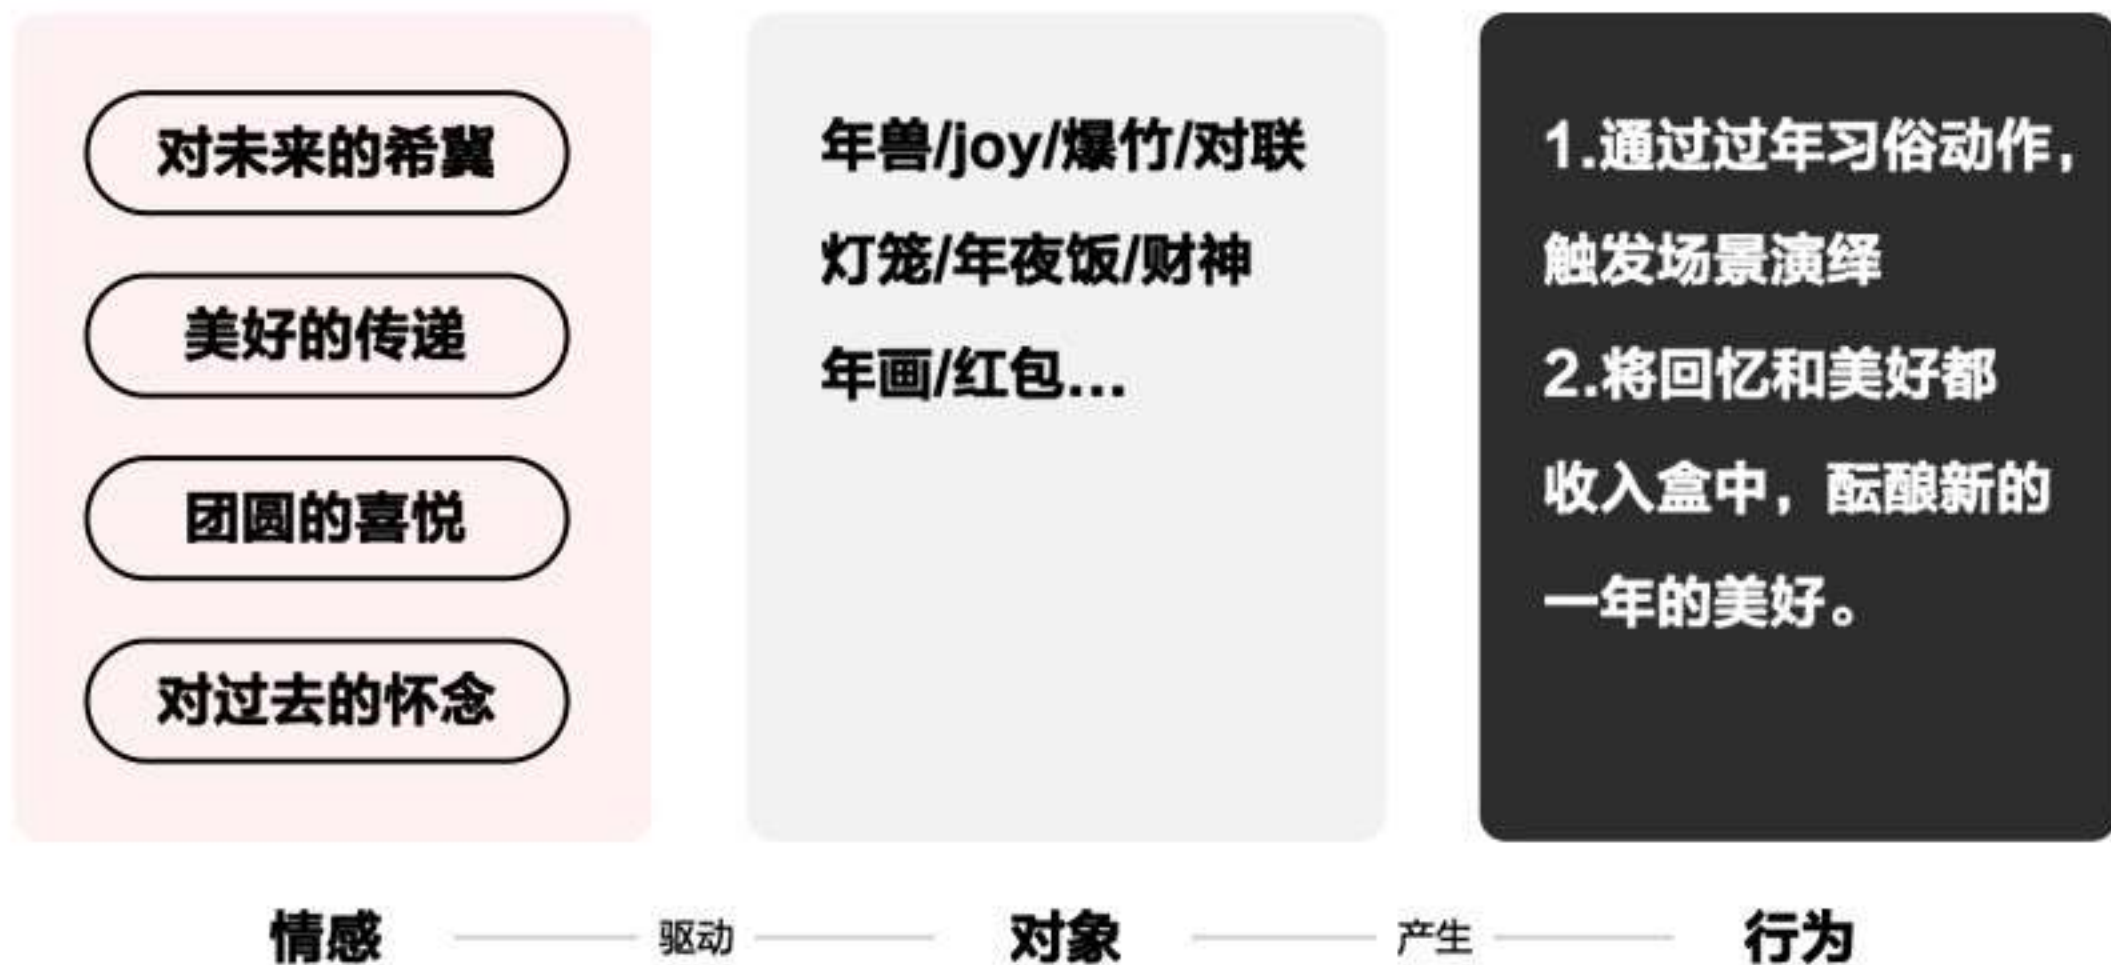 对未来的希冀
美好的传递
团圆的喜悦
对过去的怀念
年兽/joy/爆竹/对联
灯笼/年夜饭/财神
年画/红包...
1.通过过年习俗动作，
触发场景演绎
2.将回忆和美好都
收入盒中，酝酿新的
一年的美好。
情感 驱动 对象 产生 行为